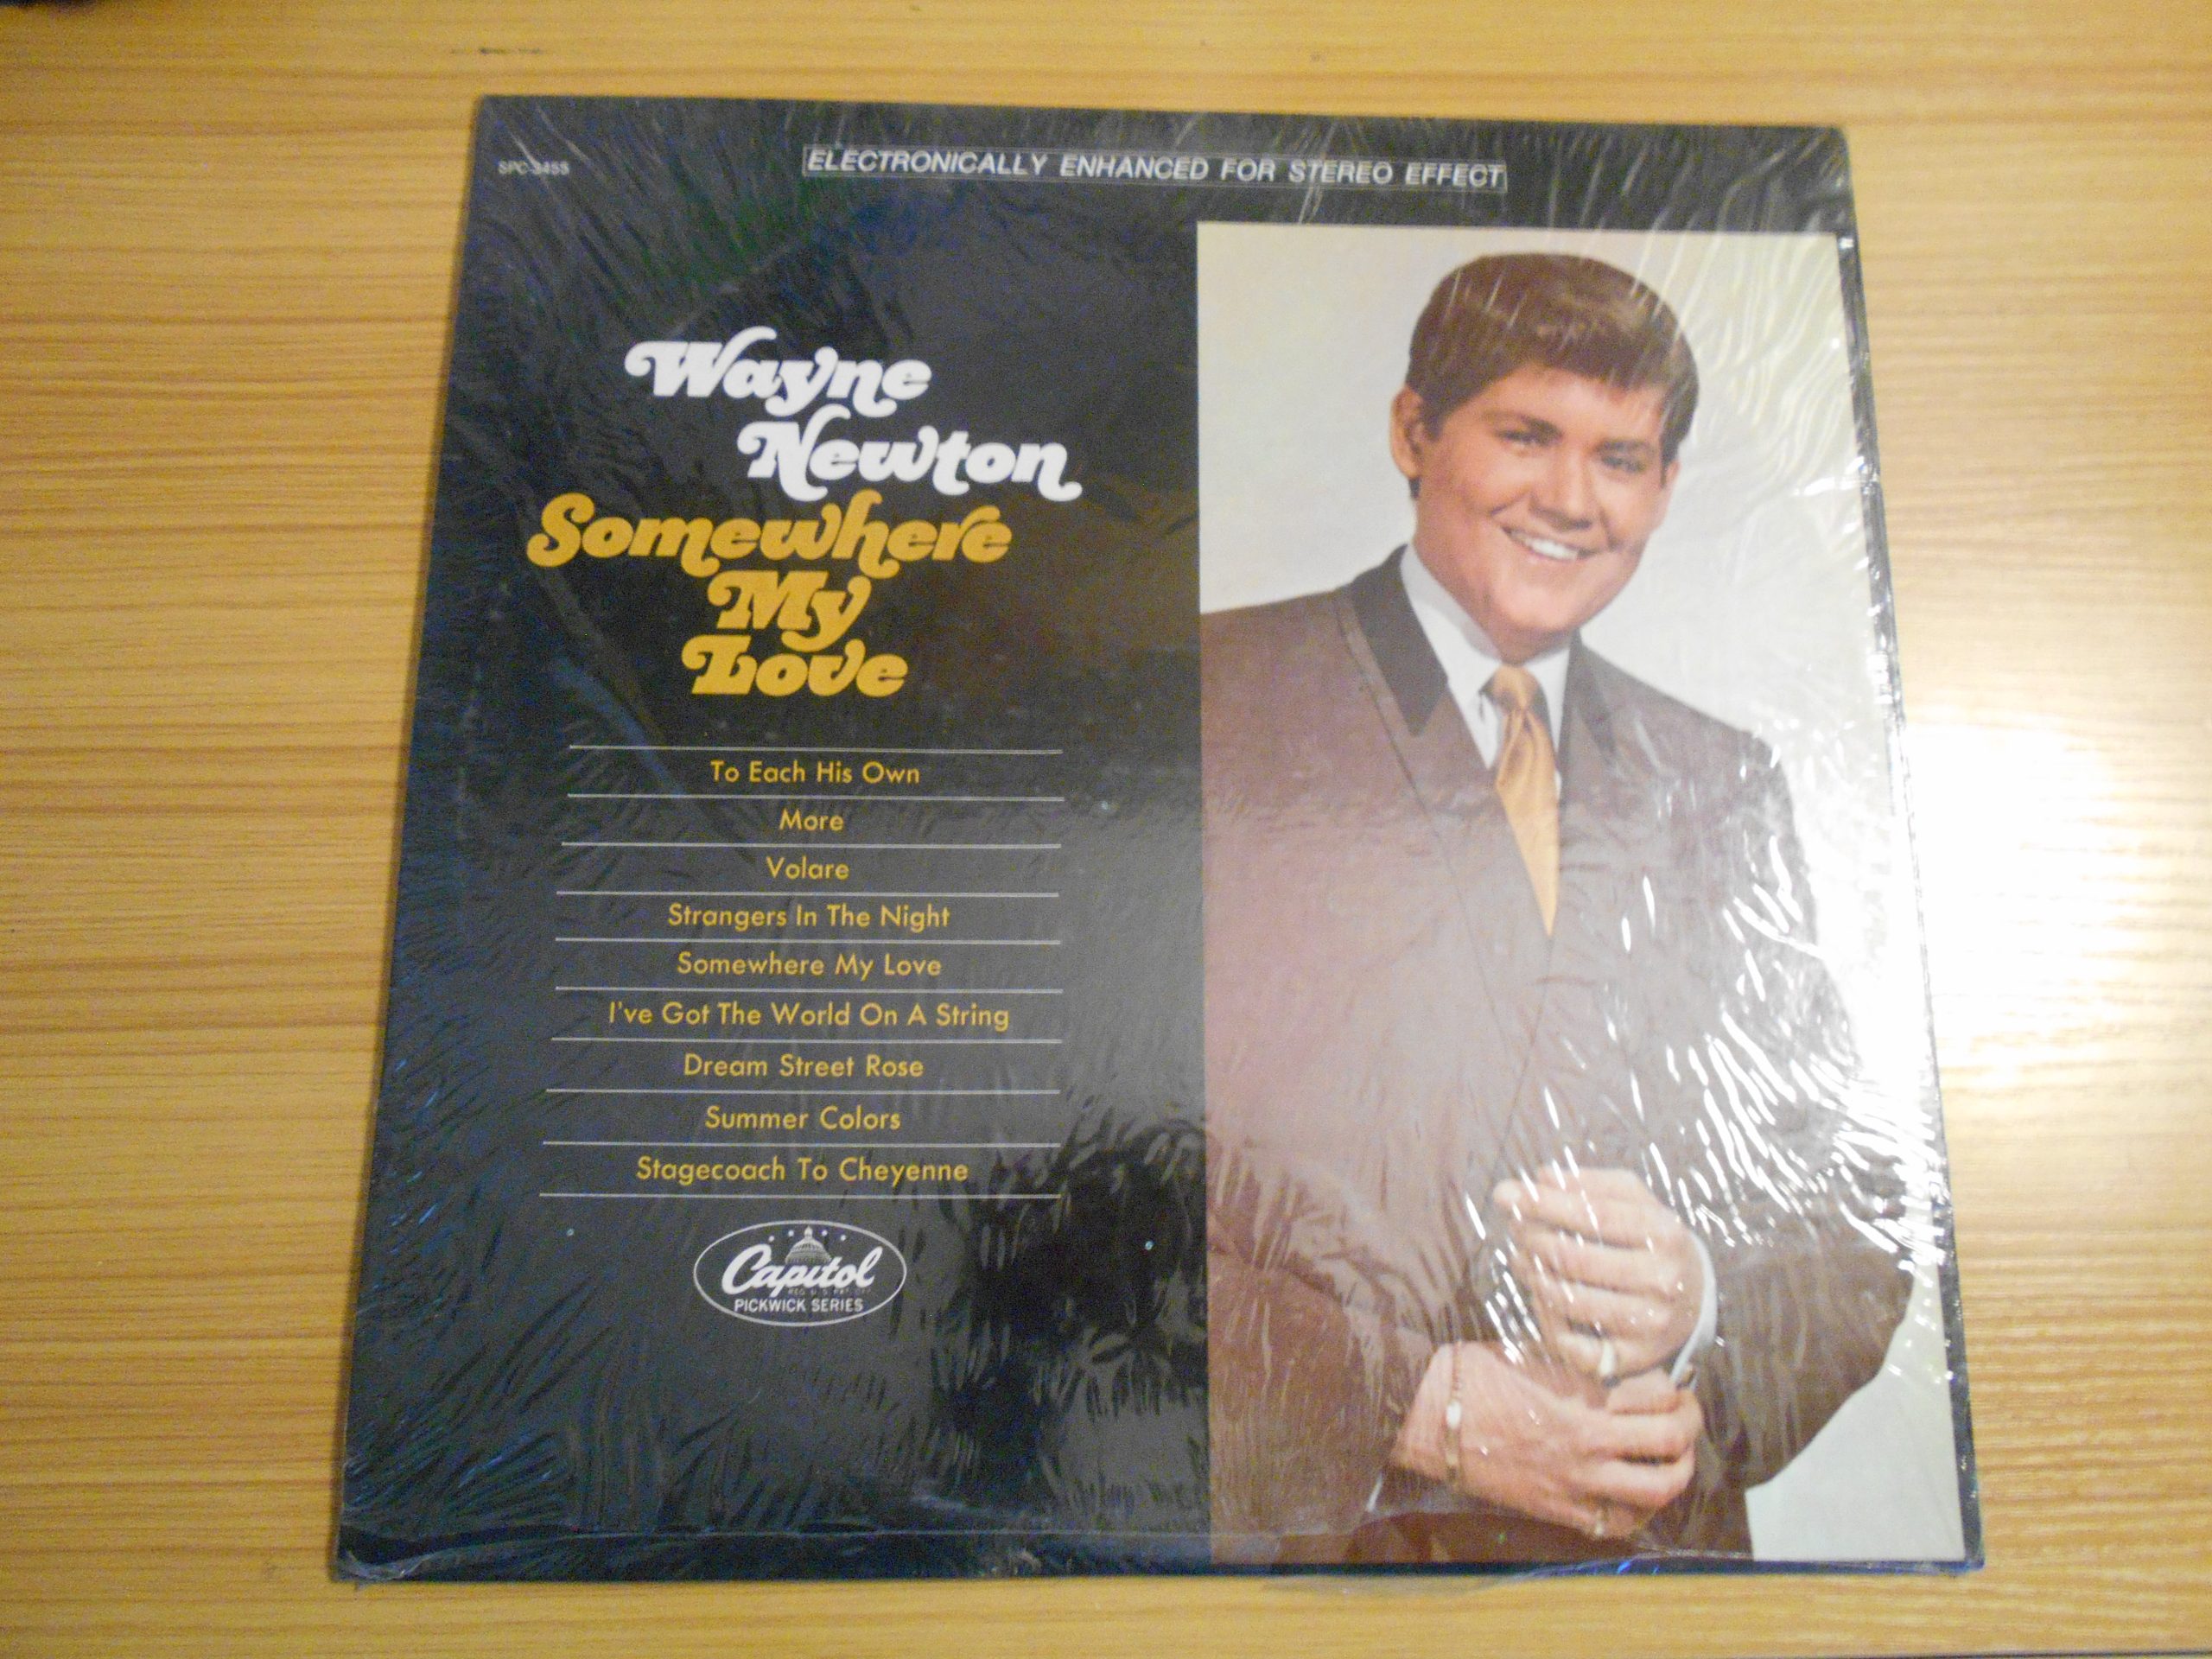 SPC-3455
ELECTRONICALLY ENHANCED FOR STEREO EFFECT
Wayne
Newton
Somewhere
My
Love
To Each His Own
More
Volare
Strangers In The Night
Somewhere My Love
I've Got The World On A String
Dream Street Rose
Summer Colors
Stagecoach To Cheyenne
Capitol
PICKWICK SERIES